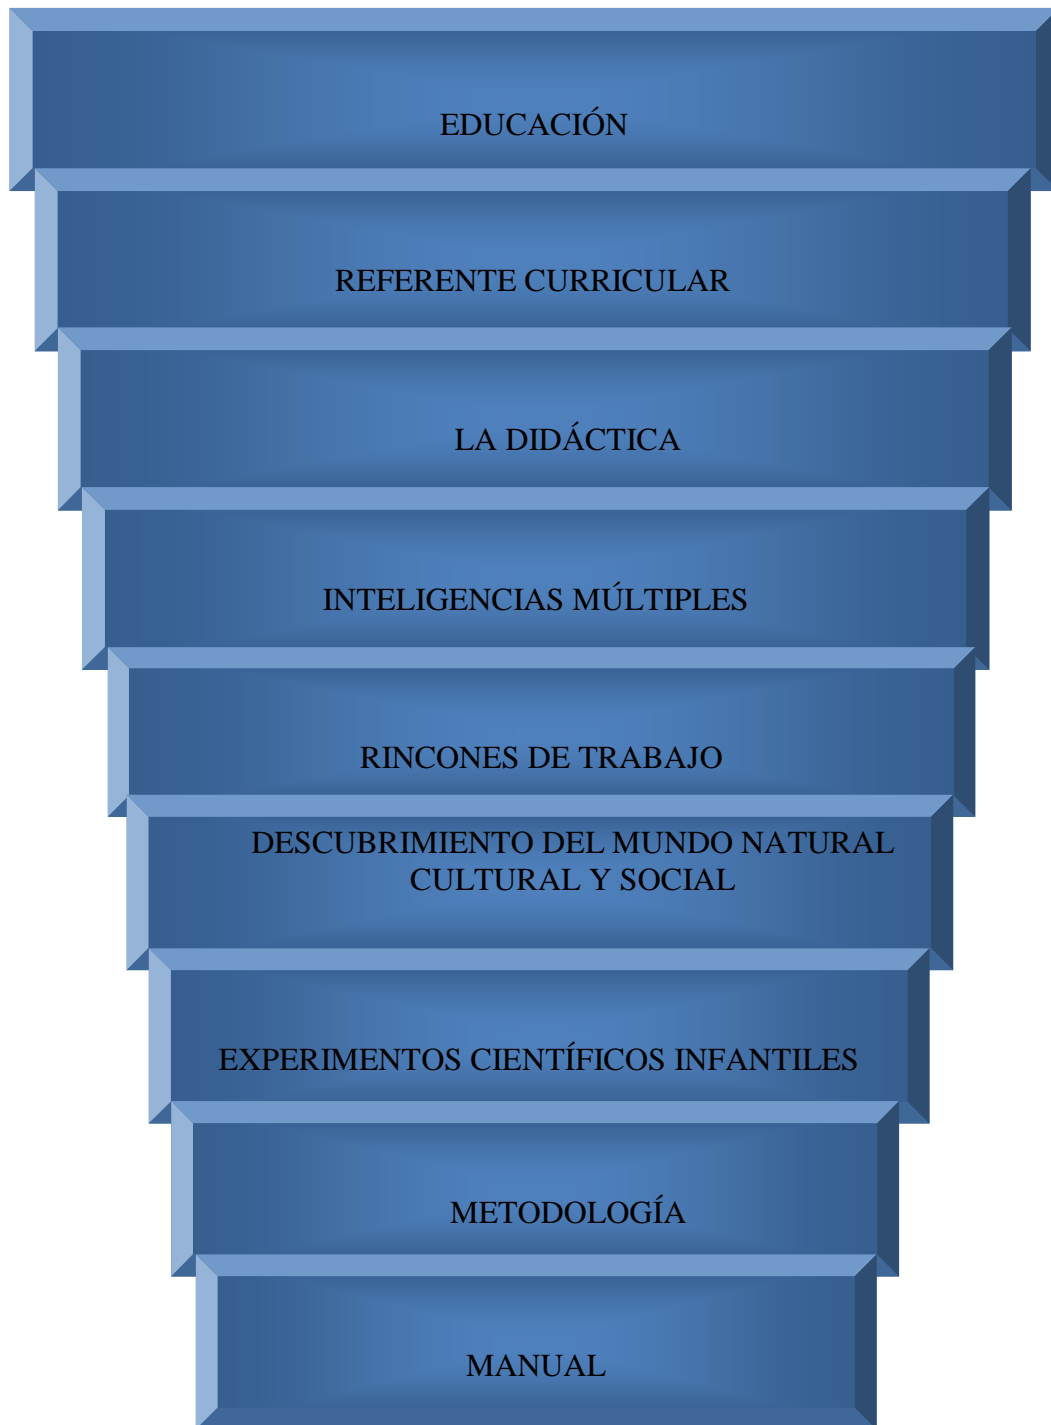 EDUCACIÓN
REFERENTE CURRICULAR
LA DIDÁCTICA
INTELIGENCIAS MÚLTIPLES
RINCONES DE TRABAJO
DESCUBRIMIENTO DEL MUNDO NATURAL
CULTURAL Y SOCIAL
EXPERIMENTOS CIENTÍFICOS INFANTILES
METODOLOGÍA
MANUAL